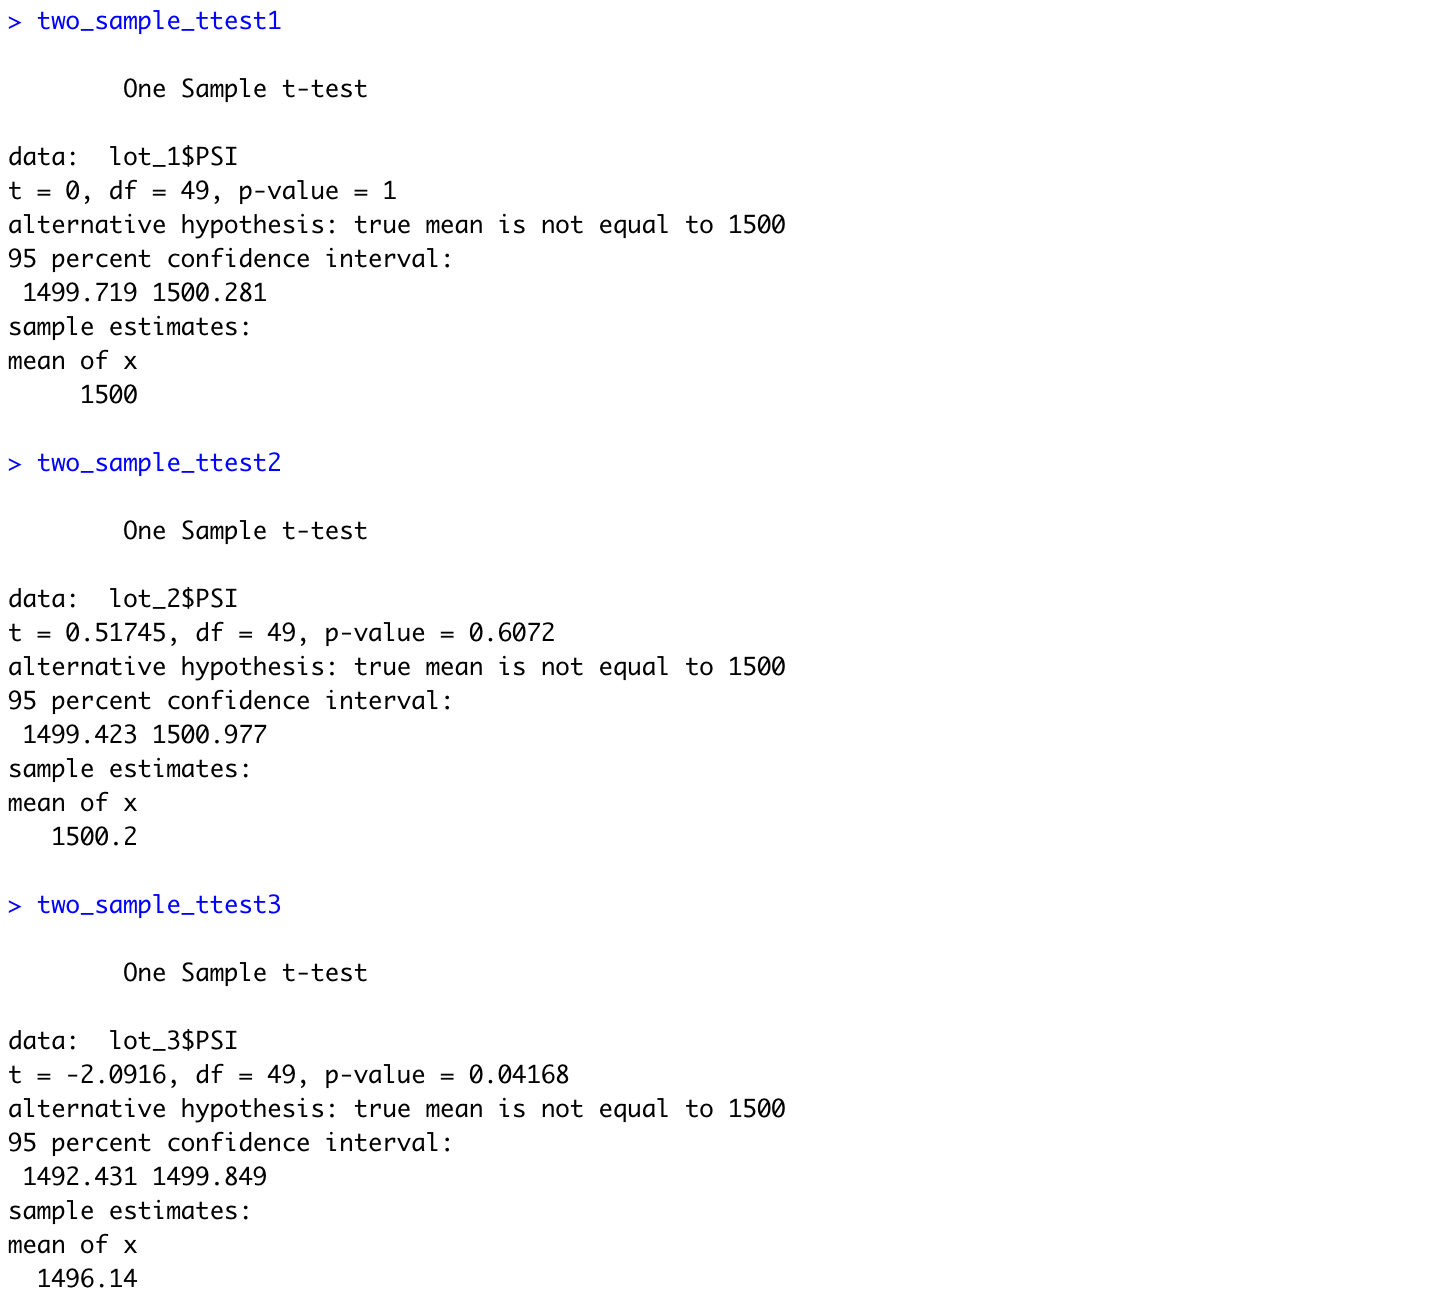 > two_sample_ttest1
One Sample t-test
data:  lot_1$PSI
t = 0, df = 49, p-value = 1
alternative hypothesis: true mean is not equal to 1500
95 percent confidence interval:
1499.719 1500.281
sample estimates:
mean of x
1500
> two_sample_ttest2
One Sample t-test
data:  lot_2$PSI
t = 0.51745, df = 49, p-value = 0.6072
alternative hypothesis: true mean is not equal to 1500
95 percent confidence interval:
1499.423 1500.977
sample estimates:
mean of x
1500.2
> two_sample_ttest3
One Sample t-test
data:  lot_3$PSI
t = -2.0916, df = 49, p-value = 0.04168
alternative hypothesis: true mean is not equal to 1500
95 percent confidence interval:
1492.431 1499.849
sample estimates:
mean of x
1496.14